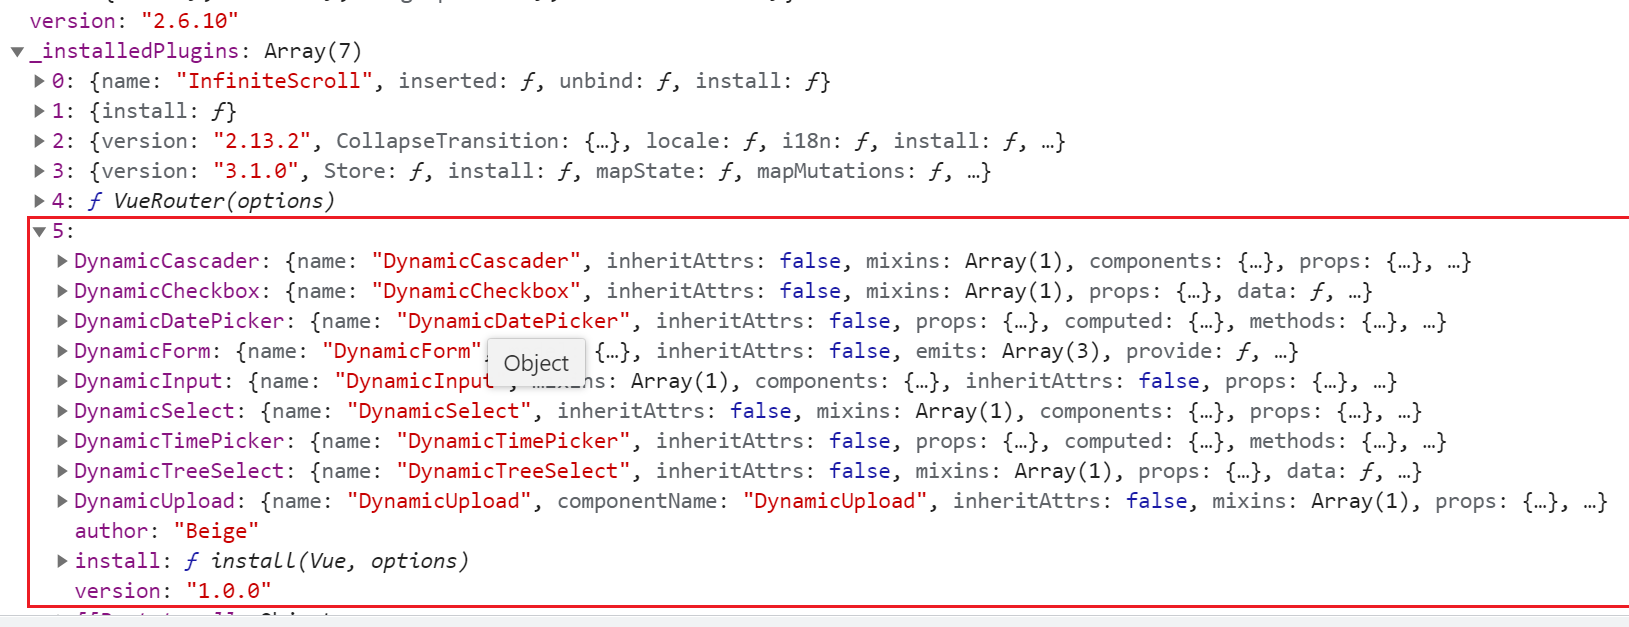 version: "2.6.10"
_installedPlugins: Array(7)
0: {name: "InfiniteScroll", inserted: ƒ, unbind: ƒ, install: ƒ}
1: {install: ƒ}
2: {version: "2.13.2", CollapseTransition: {…}, locale: ƒ, i18n: ƒ, install: ƒ, …}
3: {version: "3.1.0", Store: ƒ, install: ƒ, mapState: ƒ, mapMutations: ƒ, …}
4: ƒ VueRouter(options)
5:
DynamicCascader: {name: "DynamicCascader", inheritAttrs: false, mixins: Array(1), components: {…}, props: {…}, …}
DynamicCheckbox: {name: "DynamicCheckbox", inheritAttrs: false, mixins: Array(1), props: {…}, data: ƒ, …}
DynamicDatePicker: {name: "DynamicDatePicker", inheritAttrs: false, props: {…}, computed: {…}, methods: {…}, …}
DynamicForm: {name: "DynamicForm", {…}, inheritAttrs: false, emits: Array(3), provide: ƒ, …}
Object
DynamicInput: {name: "DynamicInput", mixins: Array(1), components: {…}, inheritAttrs: false, props: {…}, …}
DynamicSelect: {name: "DynamicSelect", inheritAttrs: false, mixins: Array(1), components: {…}, props: {…}, …}
DynamicTimePicker: {name: "DynamicTimePicker", inheritAttrs: false, props: {…}, computed: {…}, methods: {…}, …}
DynamicTreeSelect: {name: "DynamicTreeSelect", inheritAttrs: false, mixins: Array(1), props: {…}, data: ƒ, …}
DynamicUpload: {name: "DynamicUpload", componentName: "DynamicUpload", inheritAttrs: false, mixins: Array(1), props: {…}, …}
author: "Beige"
install: ƒ install(Vue, options)
version: "1.0.0"